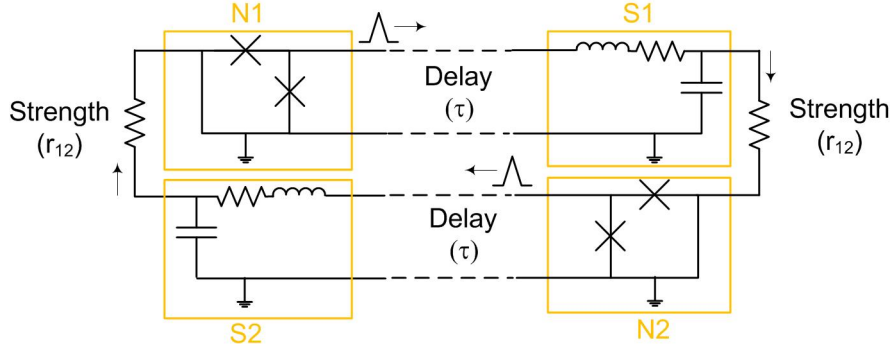 N1
S1
Delay
(τ)
Strength
(r12)
Strength
(r12)
Delay
(τ)
S2
N2